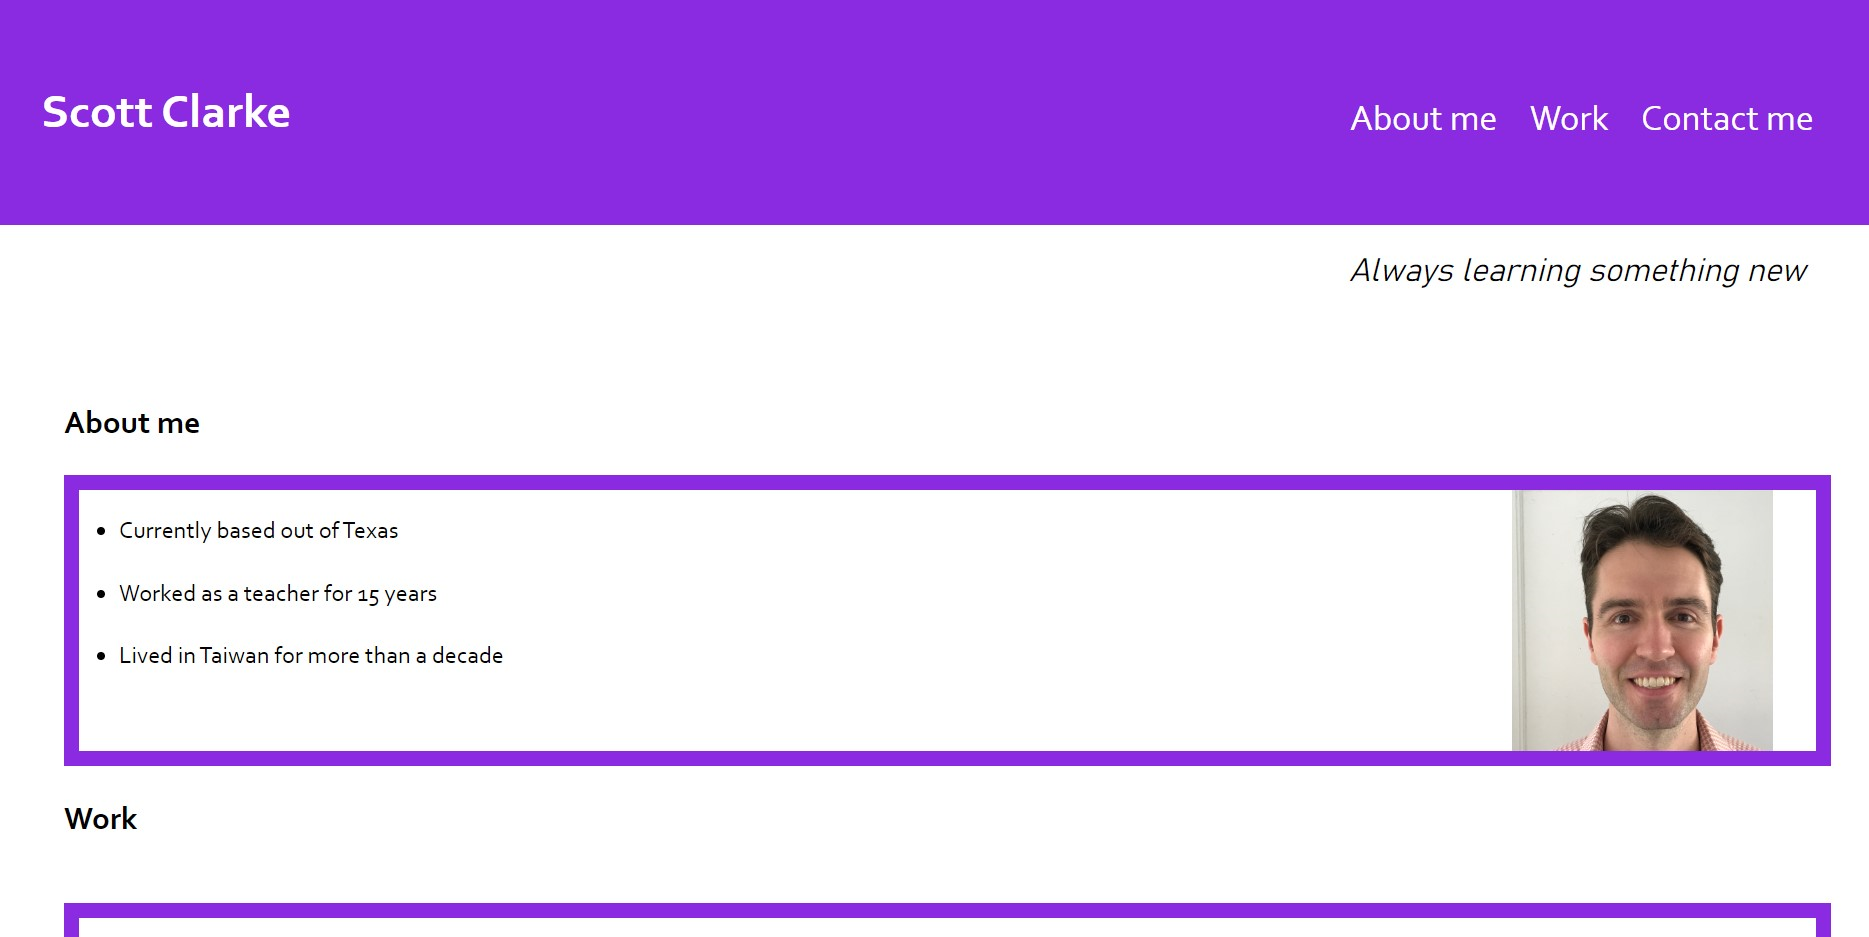 Scott Clarke
About me Work Contact me
Always learning something new
About me
Currently based out of Texas
Worked as a teacher for 15 years
Lived in Taiwan for more than a decade
Work